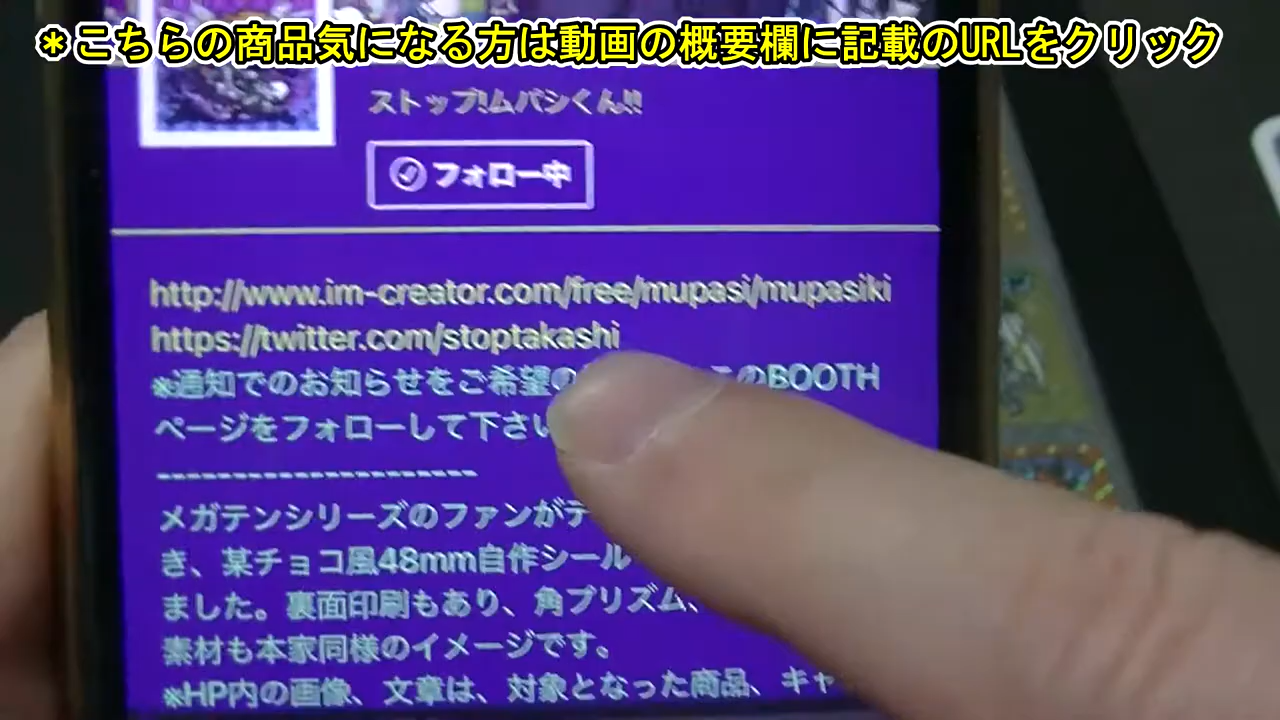 ＊こちらの商品気になる方は動画の概要欄に記載のURLをクリック
ストップ!ムパシくん!!
フォロー中
http://www.im-creator.com/free/mupasi/mupasiki
https://twitter.com/stoptakashi
※通知でのお知らせをご希望の このBOOTH
ページをフォローして下さい
---------------------
メガテンシリーズのファンがデ
き、某チョコ風48mm自作シール
ました。裏面印刷もあり、角プリズム、
素材も本家同様のイメージです。
※HP内の画像、文章は、対象となった商品、キャ